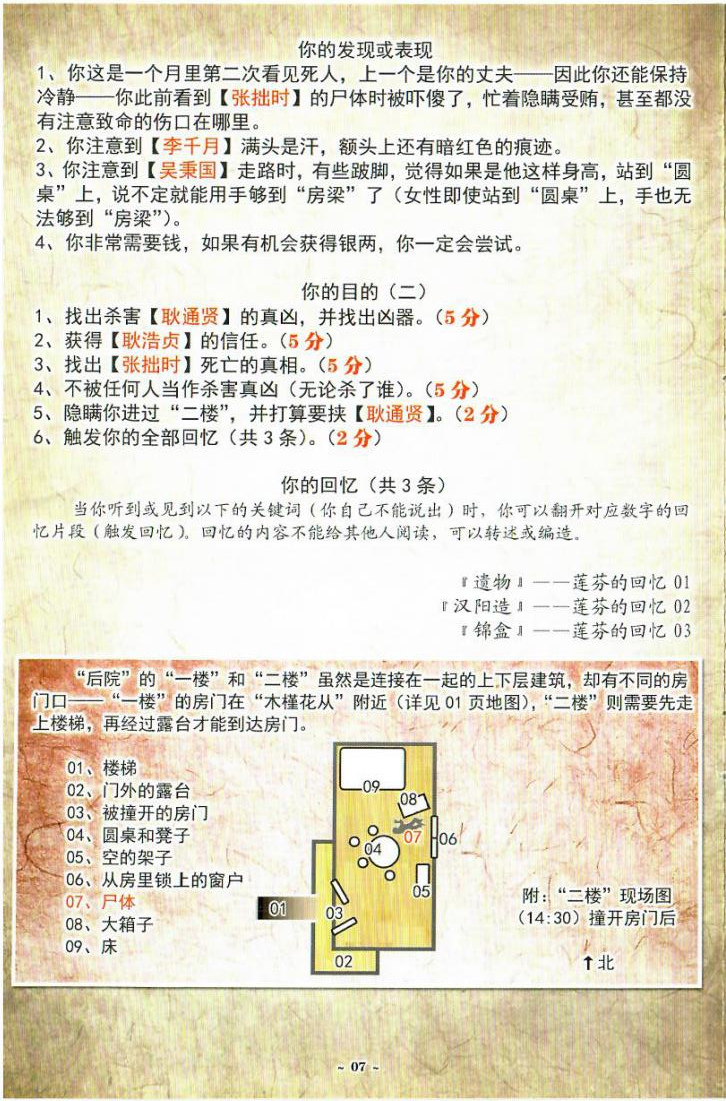 你的发现或表现
1、你这是一个月里第二次看见死人，上一个是你的丈夫——因此你还能保持
冷静——你此前看到【张拙时】的尸体时被吓傻了，忙着隐瞒受贿，甚至都没
有注意致命的伤口在哪里。
2、你注意到【李千月】满头是汗，额头上还有暗红色的痕迹。
3、你注意到【吴秉国】走路时，有些跛脚，觉得如果是他这样身高，站到“圆
桌”上，说不定就能用手够到“房梁”了（女性即使站到“圆桌”上，手也无
法够到“房梁”）。
4、你非常需要钱，如果有机会获得银两，你一定会尝试。
你的目的（二）
1、找出杀害【耿通贤】的真凶，并找出凶器。（5 分）
2、获得【耿浩贞】的信任。（5 分）
3、找出【张拙时】死亡的真相。（5 分）
4、不被任何人当作杀害真凶（无论杀了谁）。（5 分）
5、隐瞒你进过“二楼”，并打算要挟【耿通贤】。（2 分）
6、触发你的全部回忆（共 3 条）。（2 分）
你的回忆（共 3 条）
当你听到或见到以下的关键词（你自己不能说出）时，你可以翻开对应数字的回
忆片段（触发回忆）。回忆的内容不能给其他人阅读，可以转述或编造。
『遗物』——莲芬的回忆 01
『汉阳造』——莲芬的回忆 02
『锦盒』——莲芬的回忆 03
“后院”的“一楼”和“二楼”虽然是连接在一起的上下层建筑，却有不同的房
门口——“一楼”的房门在“木槿花丛”附近（详见 01 页地图），“二楼”则需要先走
上楼梯，再经过露台才能到达房门。
01、楼梯
02、门外的露台
03、被撞开的房门
04、圆桌和凳子
05、空的架子
06、从房里锁上的窗户
07、尸体
08、大箱子
09、床
09
08
07
06
04
05
01
03
02
附：“二楼”现场图
（14:30）撞开房门后
↑北
~ 07 ~